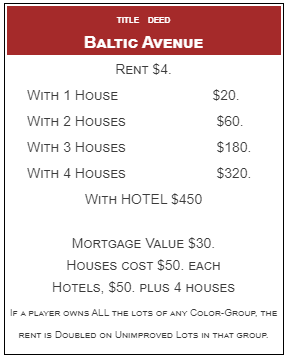 TITLE DEED
BALTIC AVENUE
RENT $4.
WITH 1 HOUSE $20.
WITH 2 HOUSES $60.
WITH 3 HOUSES $180.
WITH 4 HOUSES $320.
WITH HOTEL $450
MORTGAGE VALUE $30.
HOUSES COST $50. EACH
HOTELS, $50. PLUS 4 HOUSES
IF A PLAYER OWNS ALL THE LOTS OF ANY COLOR-GROUP, THE
RENT IS DOUBLED ON UNIMPROVED LOTS IN THAT GROUP.